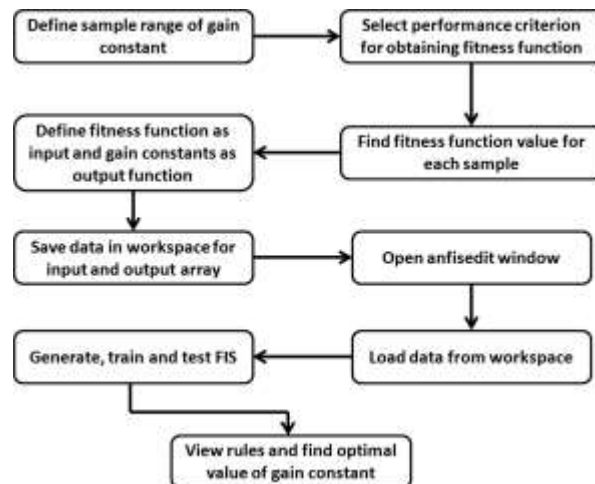 Define sample range of gain
constant
Select performance criterion
for obtaining fitness function
Find fitness function value for
each sample
Define fitness function as
input and gain constants as
output function
Save data in workspace for
input and output array
Open anfisedit window
Load data from workspace
Generate, train and test FIS
View rules and find optimal
value of gain constant